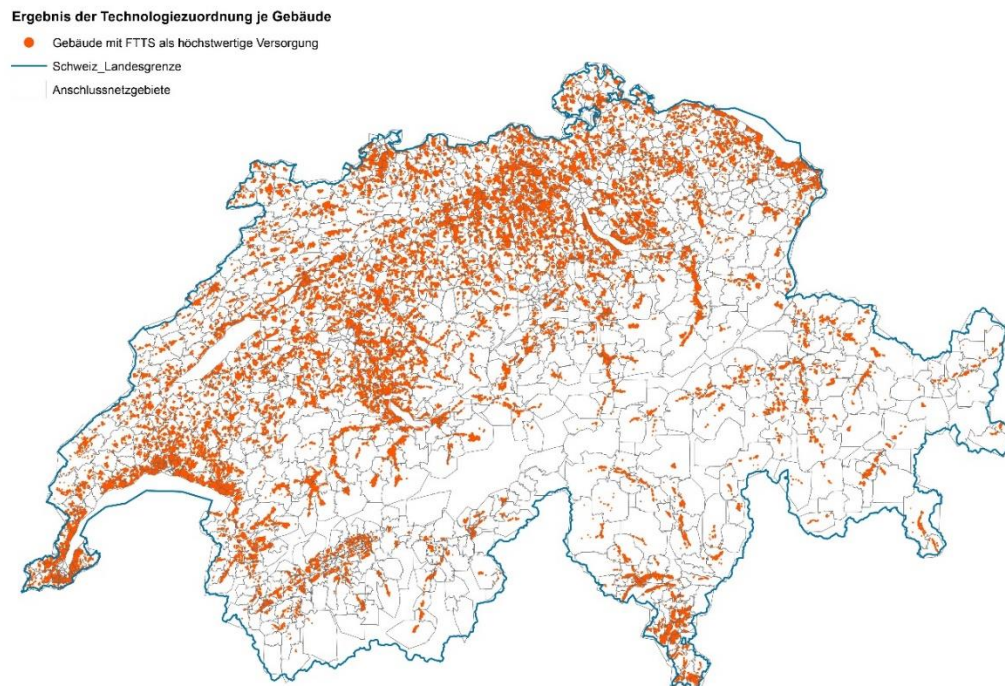 Ergebnis der Technologiezuordnung je Gebäude
Gebäude mit FTTS als höchstwertige Versorgung
Schweiz_Landesgrenze
Anschlussnetzgebiete